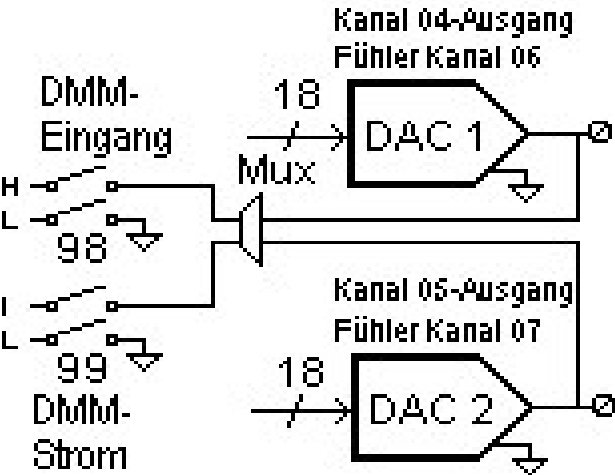 Kanal 04-Ausgang
Fühler Kanal 06
DMM-
Eingang
18
DAC 1
Mux
H
L
98
Kanal 05-Ausgang
Fühler Kanal 07
I
L
99
18
DAC 2
DMM-
Strom